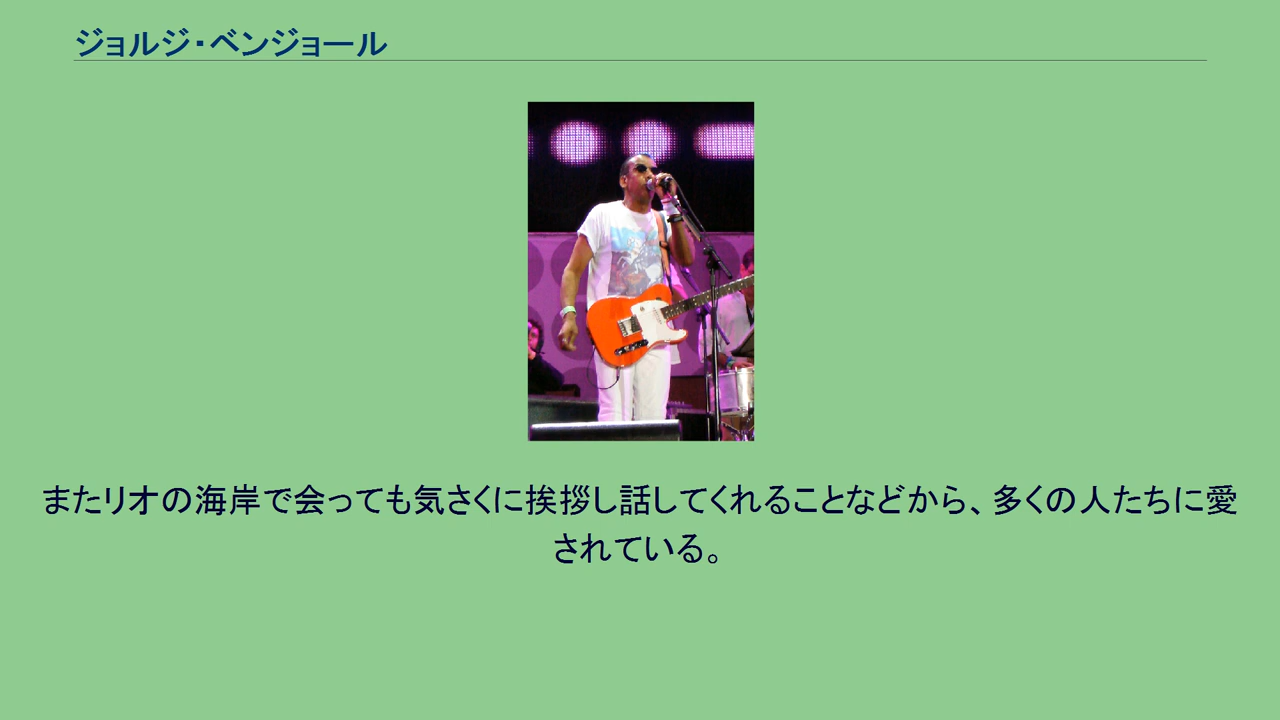 ジョルジ・ベンジョール
またリオの海岸で会っても気さくに挨拶し話してくれることなどから、多くの人たちに愛
されている。